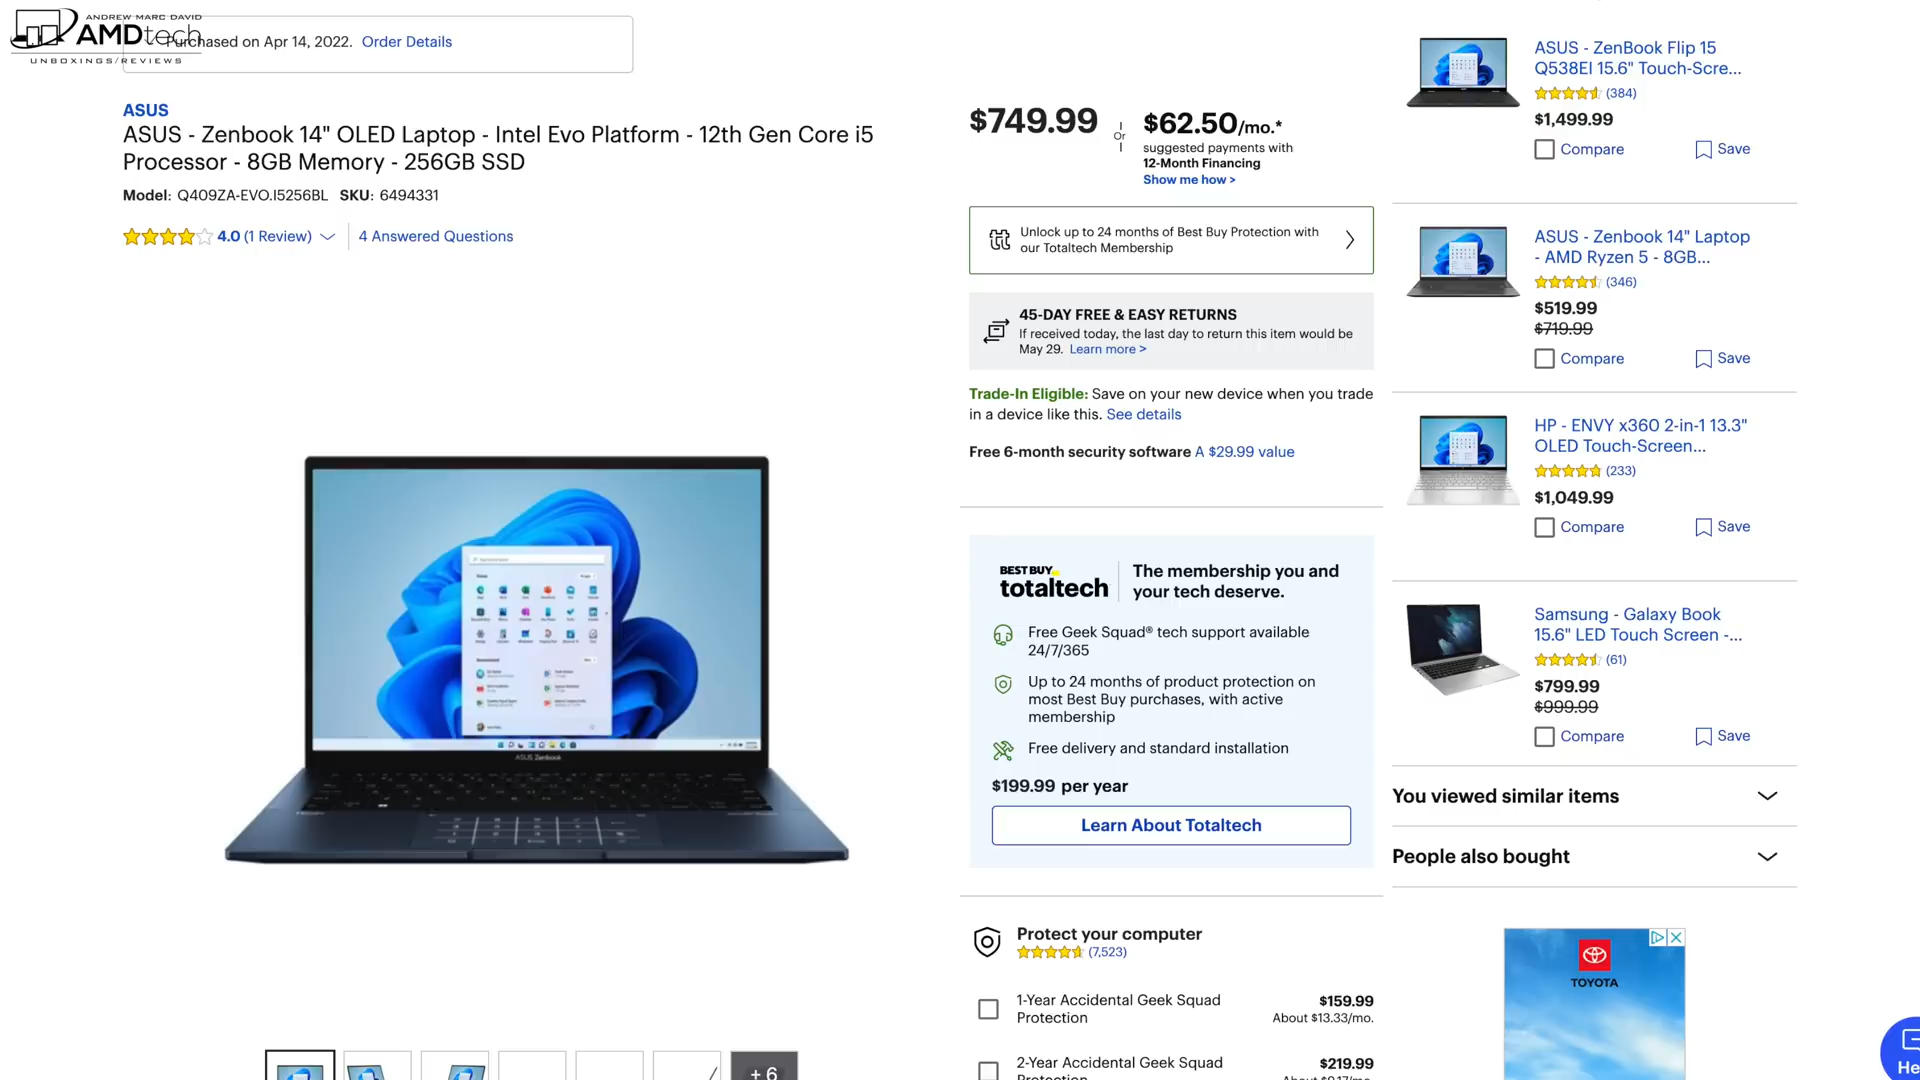 ANDREW MARC DAVID
AMDtech
UNBOXINGS/REVIEWS
Purchased on Apr 14, 2022. Order Details
ASUS
ASUS - Zenbook 14" OLED Laptop - Intel Evo Platform - 12th Gen Core i5
Processor - 8GB Memory - 256GB SSD
Model: Q409ZA-EVO.I5256BL SKU: 6494331
4.0 (1 Review)
4 Answered Questions
ASUS Zenbook
+ 6
$749.99
Or
$62.50/mo.*
suggested payments with
12-Month Financing
Show me how >
Unlock up to 24 months of Best Buy Protection with
our Totaltech Membership
45-DAY FREE & EASY RETURNS
If received today, the last day to return this item would be
May 29. Learn more >
Trade-In Eligible: Save on your new device when you trade
in a device like this. See details
Free 6-month security software A $29.99 value
BEST BUY
totaltech
The membership you and
your tech deserve.
Free Geek Squad® tech support available
24/7/365
Up to 24 months of product protection on
most Best Buy purchases, with active
membership
Free delivery and standard installation
$199.99 per year
Learn About Totaltech
Protect your computer
(7,523)
1-Year Accidental Geek Squad
Protection
$159.99
About $13.33/mo.
2-Year Accidental Geek Squad
Protection
$219.99
About $9.17/mo.
ASUS - ZenBook Flip 15
Q538EI 15.6" Touch-Scre...
(384)
$1,499.99
Compare
Save
ASUS - Zenbook 14" Laptop
- AMD Ryzen 5 - 8GB...
(346)
$519.99
$719.99
Compare
Save
HP - ENVY x360 2-in-1 13.3"
OLED Touch-Screen...
(233)
$1,049.99
Compare
Save
Samsung - Galaxy Book
15.6" LED Touch Screen -...
(61)
$799.99
$999.99
Compare
Save
You viewed similar items
People also bought
TOYOTA
He